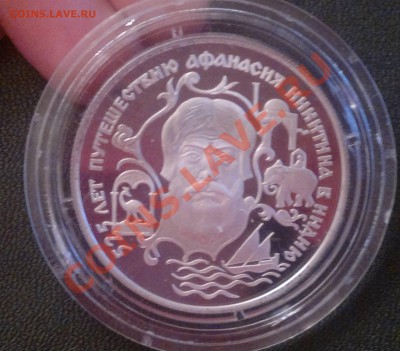 COINS.LAVE.RU
525 ЛЕТ ПУТЕШЕСТВИЮ АФАНАСИЯ НИКИТИНА В ИНДИЮ
COINS.LAVE.RU